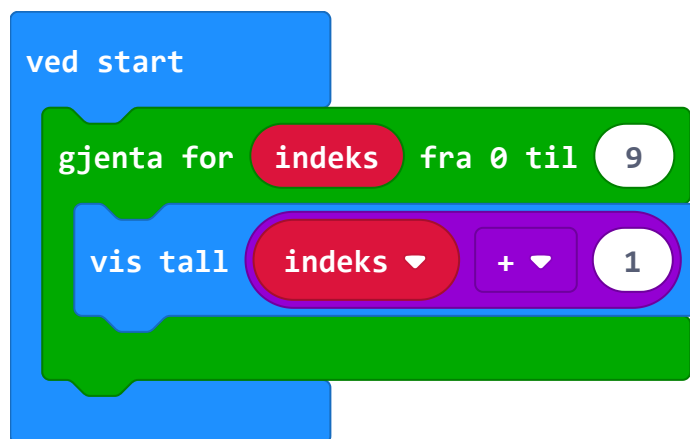 ved start
gjenta for indeks fra 0 til 9
vis tall indeks + 1